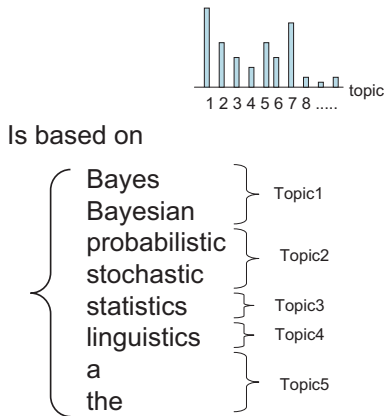 topic
1 2 3 4 5 6 7 8 .....
Is based on
Bayes
Bayesian
Topic1
probabilistic
stochastic
Topic2
statistics
Topic3
linguistics
Topic4
a
the
Topic5